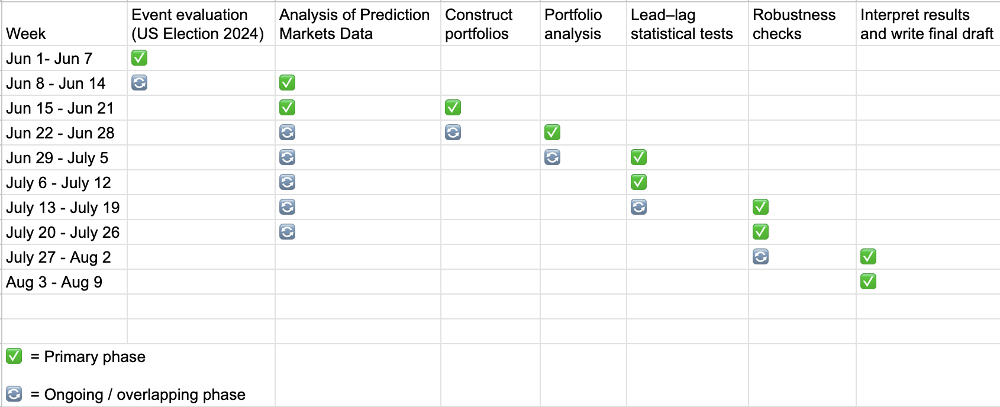 Week
Event evaluation
(US Election 2024)
Analysis of Prediction
Markets Data
Construct
portfolios
Portfolio
analysis
Lead–lag
statistical tests
Robustness
checks
Interpret results
and write final draft
Jun 1- Jun 7
Jun 8 - Jun 14
Jun 15 - Jun 21
Jun 22 - Jun 28
Jun 29 - July 5
July 6 - July 12
July 13 - July 19
July 20 - July 26
July 27 - Aug 2
Aug 3 - Aug 9
= Primary phase
= Ongoing / overlapping phase